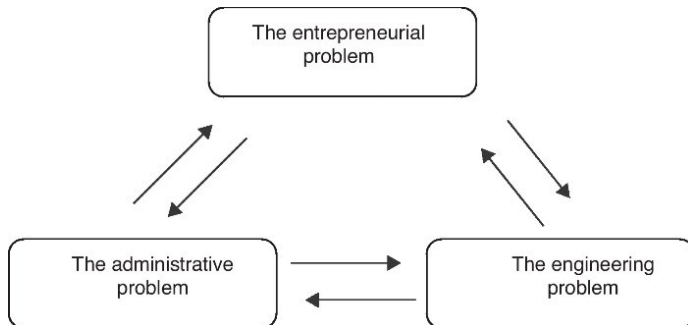 The entrepreneurial
problem
The administrative
problem
The engineering
problem